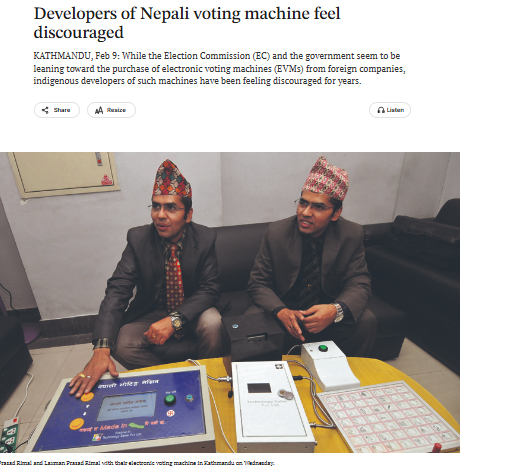 Developers of Nepali voting machine feel
discouraged
KATHMANDU, Feb 9: While the Election Commission (EC) and the government seem to be
leaning toward the purchase of electronic voting machines (EVMs) from foreign companies,
indigenous developers of such machines have been feeling discouraged for years.
Share
AA Resize
Listen
नेपाली भोटिङ मेसिन
Made in
Prasad Rimal and Laxman Prasad Rimal with their electronic voting machine in Kathmandu on Wednesday.